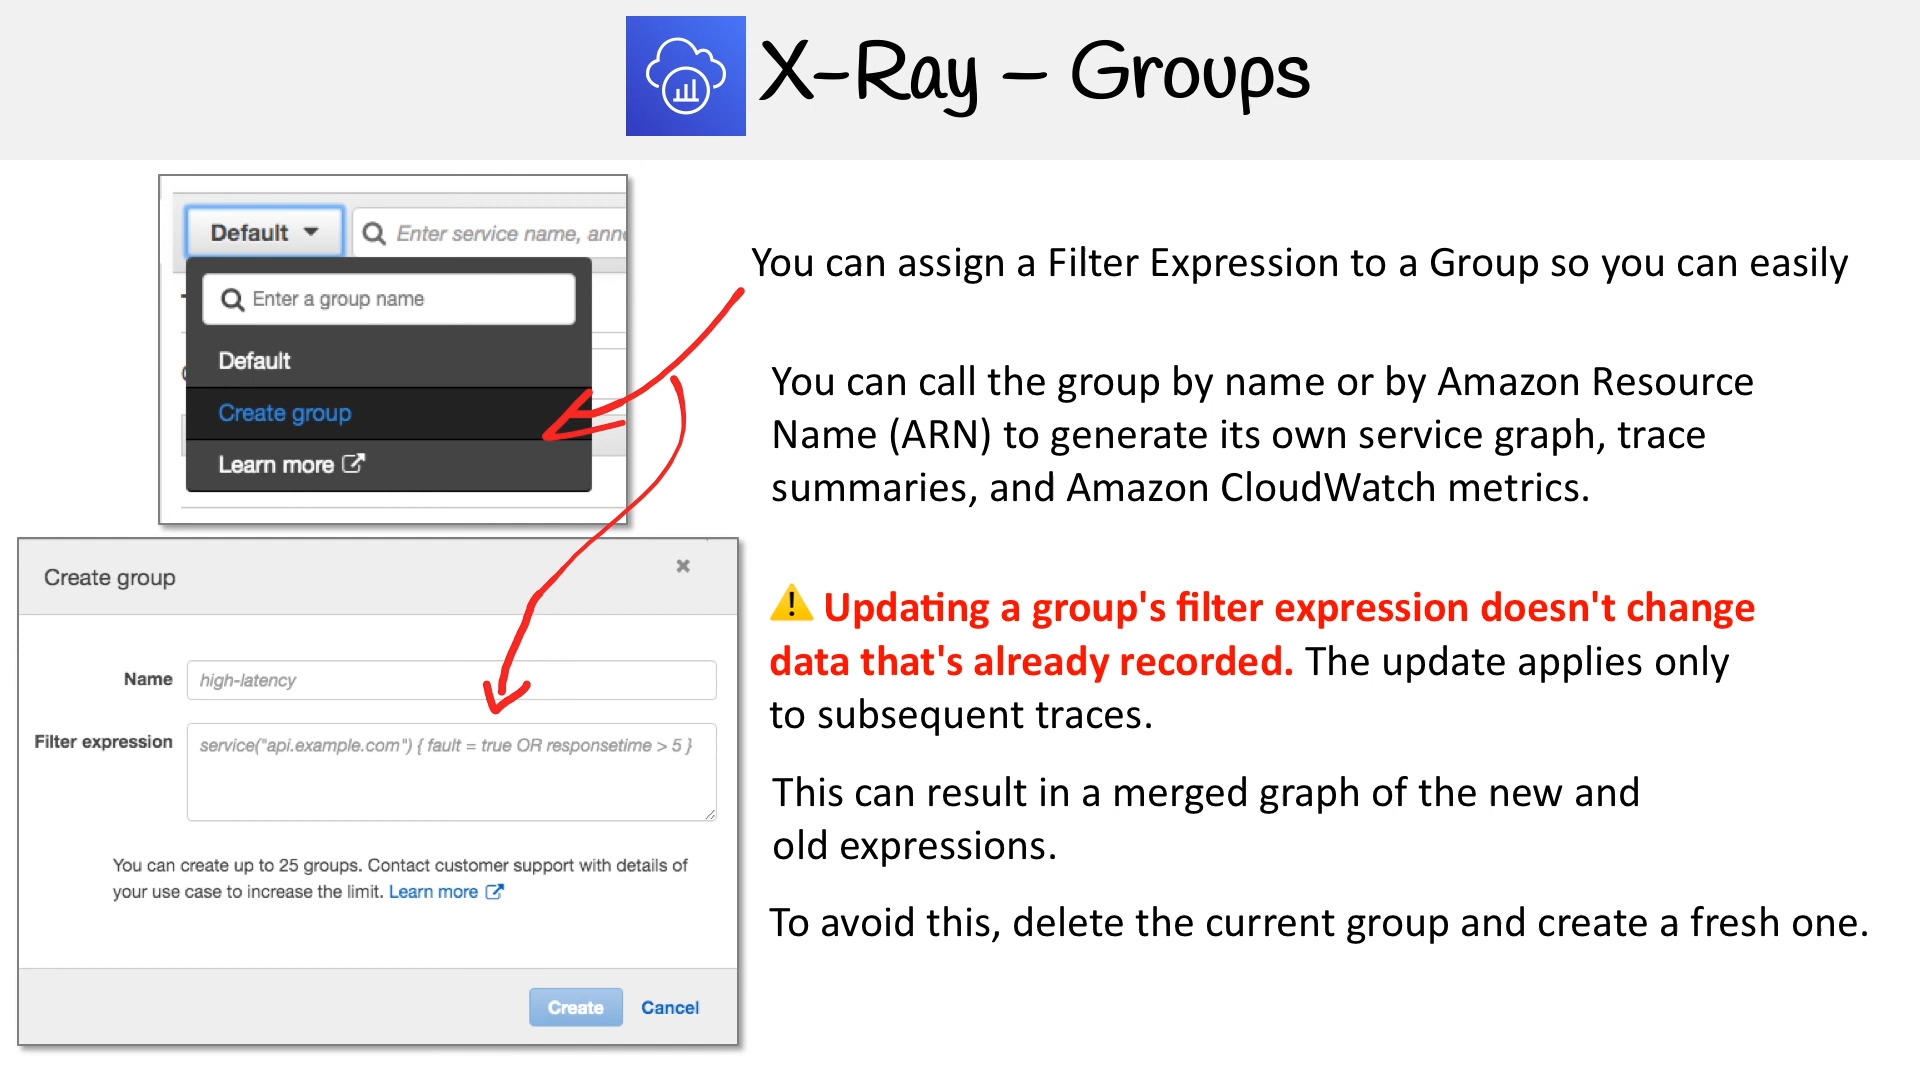 X-Ray – Groups
Default
Enter service name, ann
Enter a group name
Default
Create group
Learn more
You can assign a Filter Expression to a Group so you can easily
You can call the group by name or by Amazon Resource
Name (ARN) to generate its own service graph, trace
summaries, and Amazon CloudWatch metrics.
⚠️ Updating a group's filter expression doesn't change
data that's already recorded. The update applies only
to subsequent traces.
This can result in a merged graph of the new and
old expressions.
To avoid this, delete the current group and create a fresh one.
Create group
Name
high-latency
Filter expression
service("api.example.com") { fault = true OR responsetime > 5 }
You can create up to 25 groups. Contact customer support with details of
your use case to increase the limit. Learn more
Create Cancel